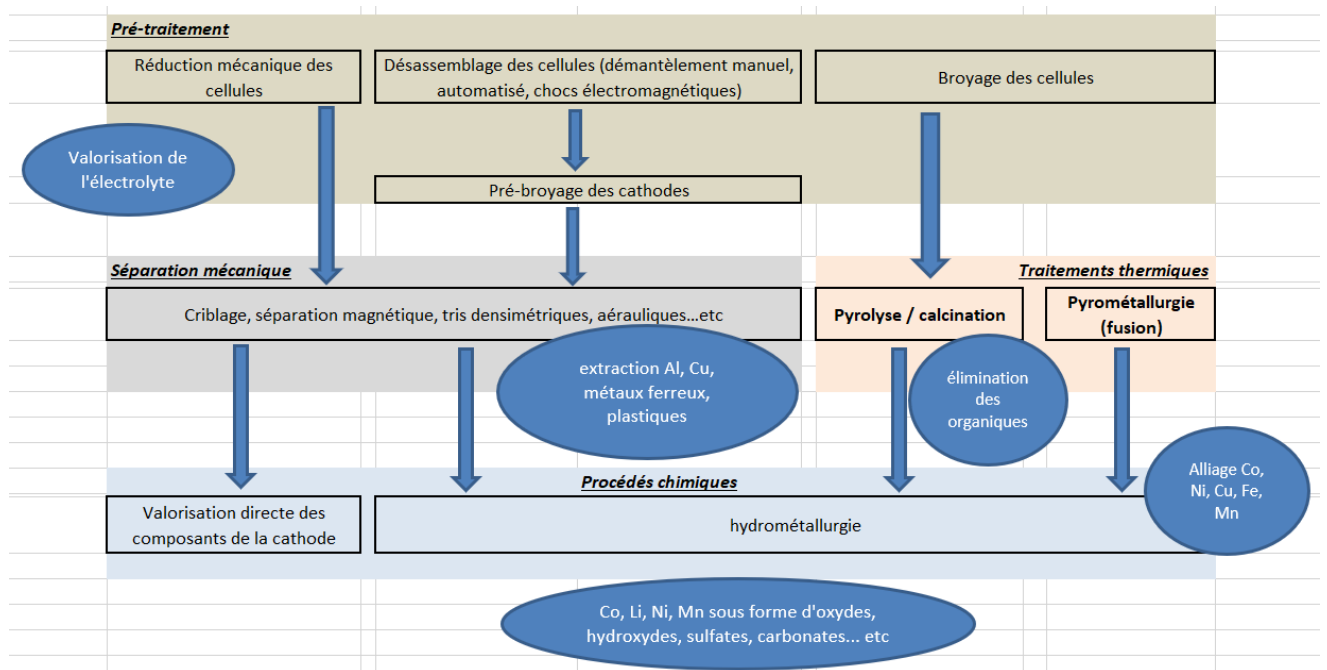 Pré-traitement
Réduction mécanique des
cellules
Désassemblage des cellules (démantèlement manuel,
automatisé, chocs électromagnétiques)
Broyage des cellules
Valorisation de
l'électrolyte
Pré-broyage des cathodes
Séparation mécanique
Traitements thermiques
Criblage, séparation magnétique, tris densimétriques, aérauliques...etc
Pyrolyse / calcination
Pyrométallurgie
(fusion)
extraction Al, Cu,
métaux ferreux,
plastiques
élimination
des
organiques
Alliage Co,
Ni, Cu, Fe,
Mn
Procédés chimiques
Valorisation directe des
composants de la cathode
hydrométallurgie
Co, Li, Ni, Mn sous forme d'oxydes,
hydroxydes, sulfates, carbonates... etc